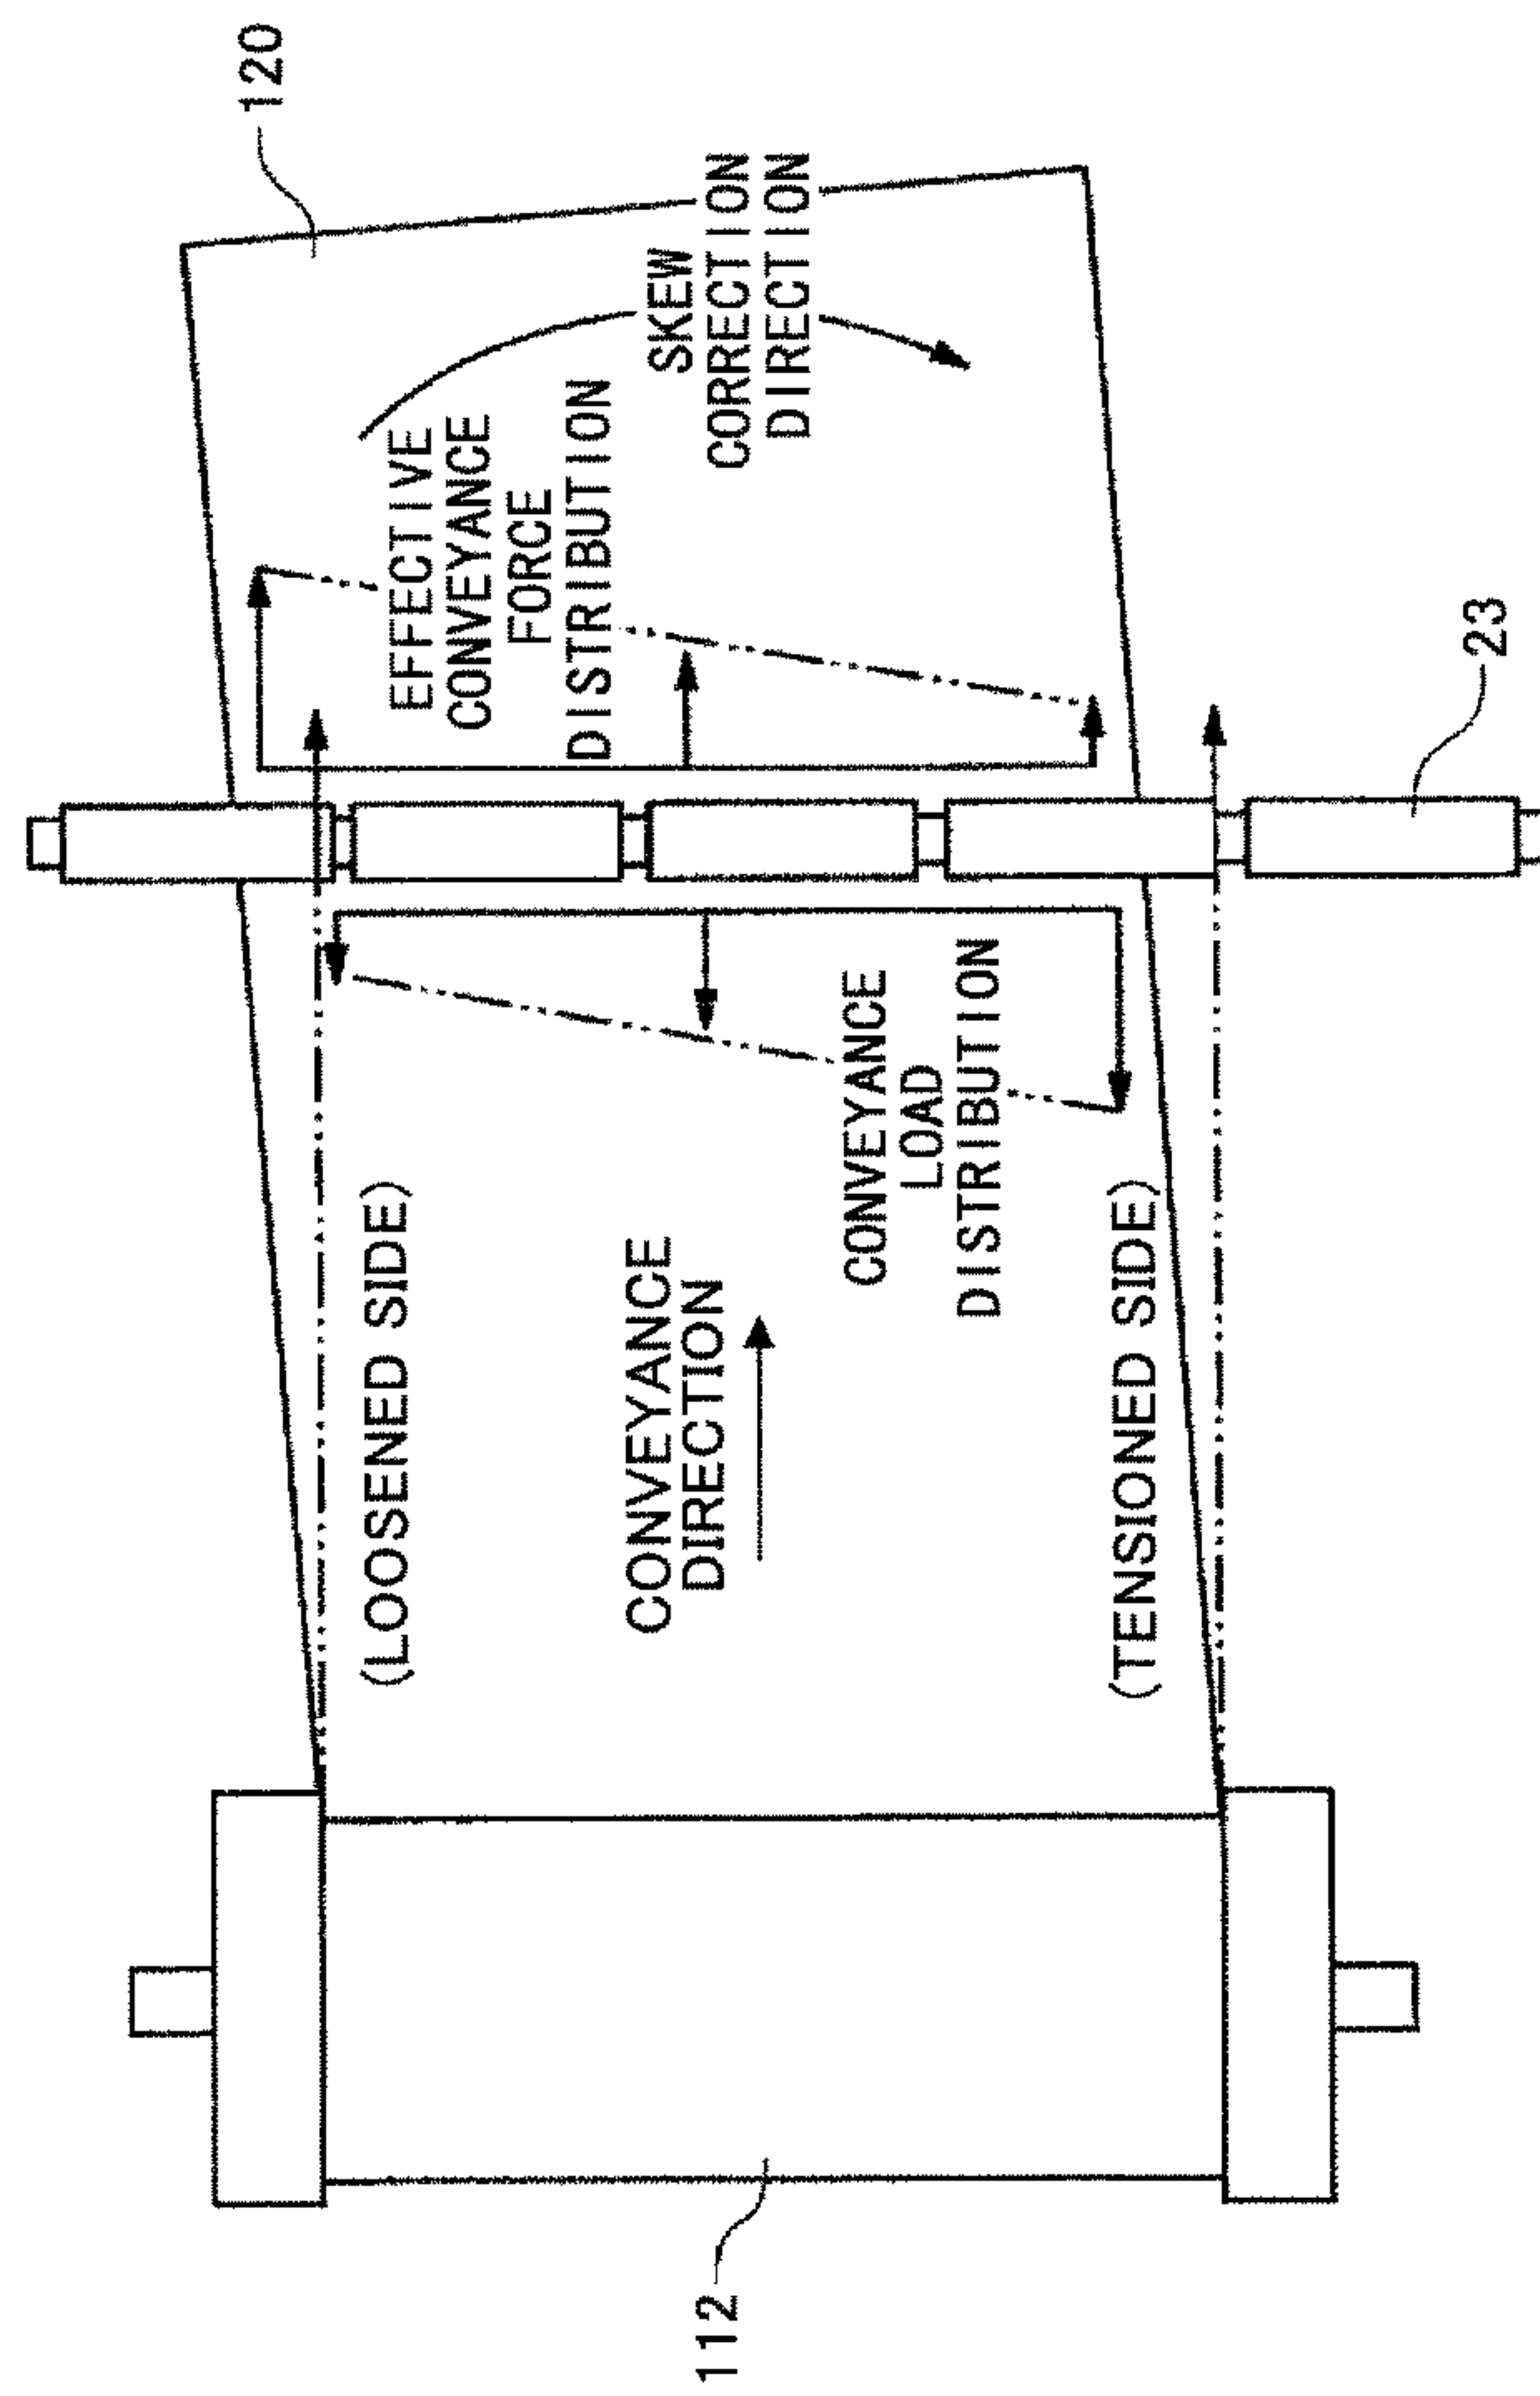 120
EFFECTIVE
CONVEYANCE
FORCE
DISTRIBUTION
SKEW
CORRECTION
DIRECTION
23
(LOOSENED SIDE)
CONVEYANCE
DIRECTION
CONVEYANCE
LOAD
DISTRIBUTION
(TENSIONED SIDE)
112